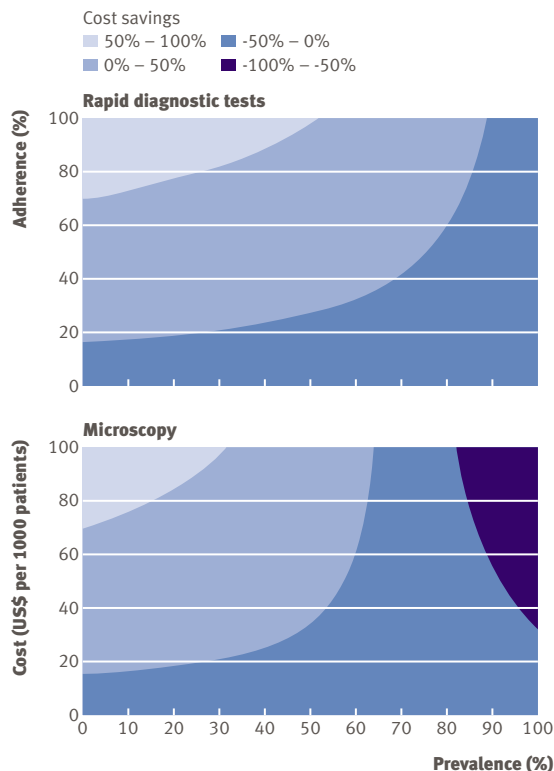 Cost savings
50% – 100% -50% – 0%
0% – 50% -100% – -50%
Rapid diagnostic tests
Adherence (%)
100
80
60
40
20
0
Microscopy
Cost (US$ per 1000 patients)
100
80
60
40
20
0
0 10 20 30 40 50 60 70 80 90 100
Prevalence (%)